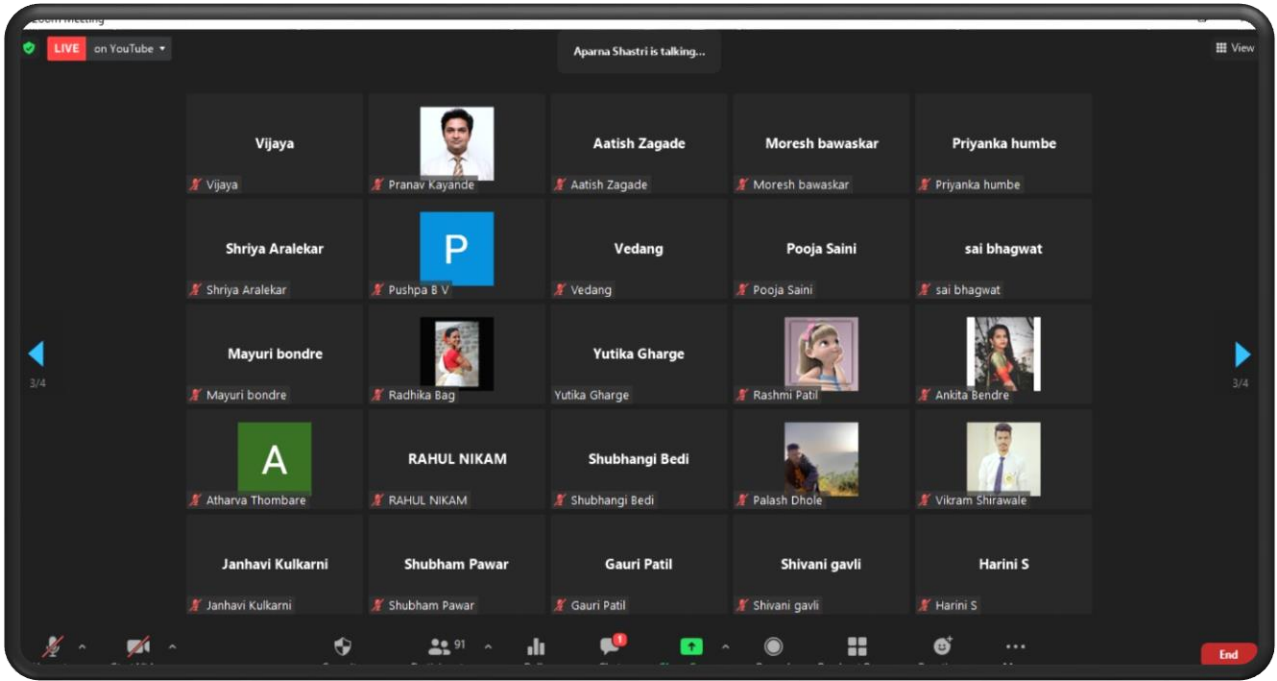 Zoom Meeting
LIVE on YouTube
Aparna Shastri is talking...
View
Vijaya
Aatish Zagade
Moresh bawaskar
Priyanka humbe
Vijaya
Pranav Kayande
Aatish Zagade
Moresh bawaskar
Priyanka humbe
Shriya Aralekar
P
Vedang
Pooja Saini
sai bhagwat
Shriya Aralekar
Pushpa B V
Vedang
Pooja Saini
sai bhagwat
Mayuri bondre
Yutika Gharge
3/4
3/4
Mayuri bondre
Radhika Bag
Yutika Gharge
Rashmi Patil
Ankita Bendre
A
RAHUL NIKAM
Shubhangi Bedi
Atharva Thombare
RAHUL NIKAM
Shubhangi Bedi
Palash Dhole
Vikram Shirawale
Janhavi Kulkarni
Shubham Pawar
Gauri Patil
Shivani gavli
Harini S
Janhavi Kulkarni
Shubham Pawar
Gauri Patil
Shivani gavli
Harini S
91
1
End